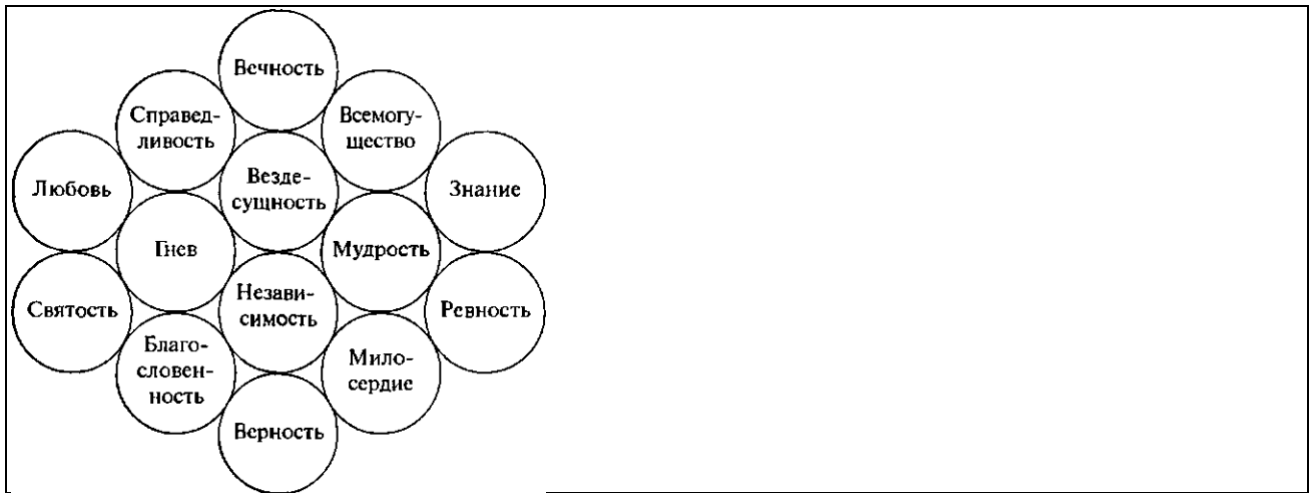 Вечность
Справед-
ливость
Всемогу-
щество
Любовь
Везде-
сущность
Знание
Гнев
Мудрость
Святость
Незави-
симость
Ревность
Благо-
словен-
ность
Мило-
сердие
Верность